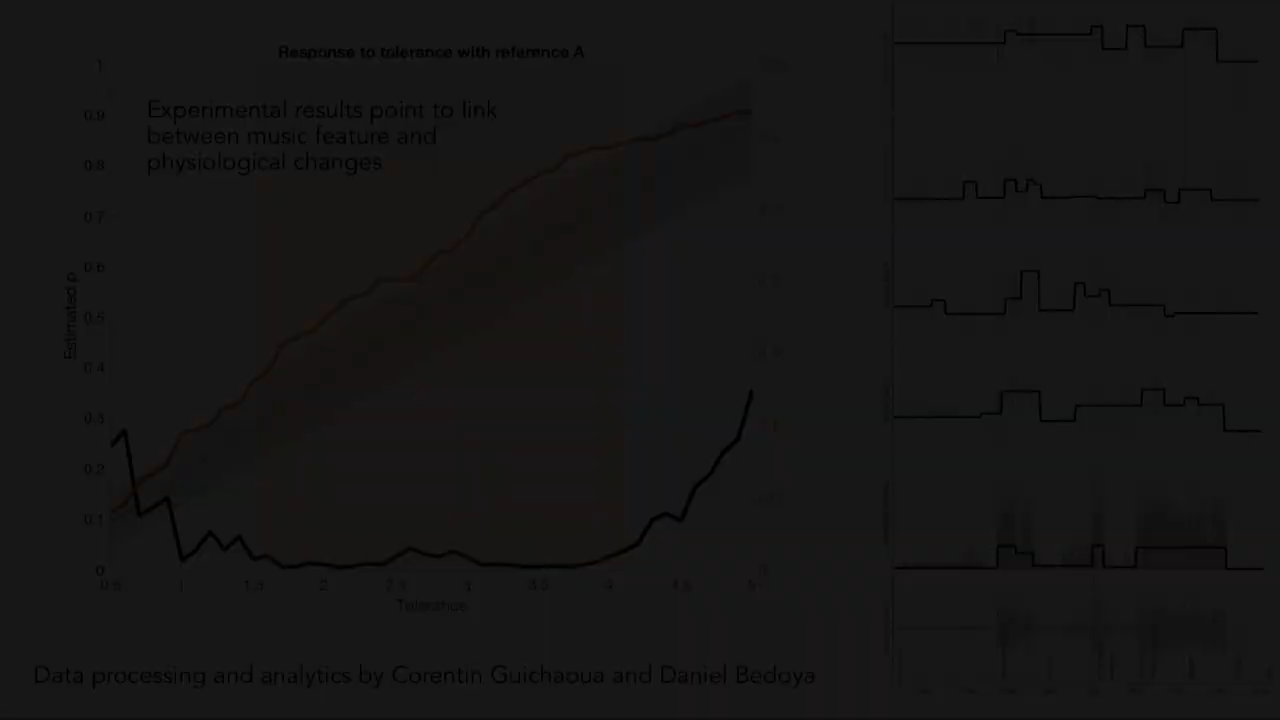 Response to tolerance with reference A
Experimental results point to link
between music feature and
physiological changes
1
0.9
0.8
0.7
0.6
0.5
0.4
0.3
0.2
0.1
0
Estimated ρ
0.5 1 1.5 2 2.5 3 3.5 4 4.5 5
Tolerance
Data processing and analytics by Corentin Guichaoua and Daniel Bedoya